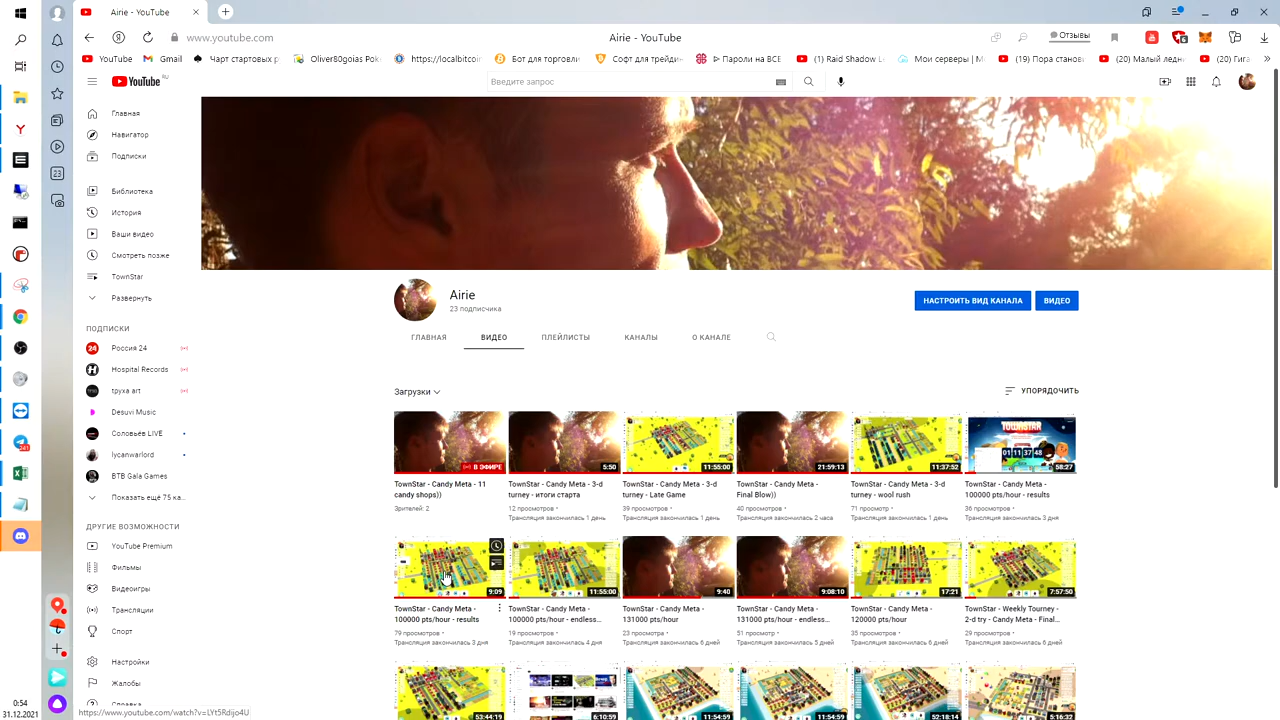 Airie - YouTube
www.youtube.com
Airie - YouTube
Отзывы
YouTube
Gmail
Чарт стартовых р
Oliver80goias Poke
https://localbitcoin
Бот для торговли
Софт для трейдин
Пароли на ВСЕ
(1) Raid Shadow L
Мои серверы | M
(19) Пора станови
(20) Малый ледн
(20) Гига
YouTube RU
Введите запрос
Главная
Навигатор
Подписки
Библиотека
История
Ваши видео
Смотреть позже
TownStar
Развернуть
ПОДПИСКИ
Россия 24
Hospital Records
труха art
Desuvi Music
Соловьёв LIVE
lycanwarlord
BTB Gala Games
Показать ещё 75 ка...
ДРУГИЕ ВОЗМОЖНОСТИ
YouTube Premium
Фильмы
Видеоигры
Трансляции
Спорт
Настройки
Жалобы
Справка
Airie
23 подписчика
НАСТРОИТЬ ВИД КАНАЛА
ВИДЕО
ГЛАВНАЯ
ВИДЕО
ПЛЕЙЛИСТЫ
КАНАЛЫ
О КАНАЛЕ
Загрузки
УПОРЯДОЧИТЬ
В ЭФИРЕ
TownStar - Candy Meta - 11
candy shops))
Зрителей: 2
5:50
TownStar - Candy Meta - 3-d
turney - итоги старта
12 просмотров •
Трансляция закончилась 1 день
11:55:00
TownStar - Candy Meta - 3-d
turney - Late Game
39 просмотров •
Трансляция закончилась 1 день
21:59:13
TownStar - Candy Meta -
Final Blow))
40 просмотров •
Трансляция закончилась 2 часа
11:37:52
TownStar - Candy Meta - 3-d
turney - wool rush
71 просмотр •
Трансляция закончилась 1 день
TOWNSTAR
01 11 37 48
58:27
TownStar - Candy Meta -
100000 pts/hour - results
36 просмотров •
Трансляция закончилась 3 дня
9:09
TownStar - Candy Meta -
100000 pts/hour - results
79 просмотров •
Трансляция закончилась 3 дня
11:55:00
TownStar - Candy Meta -
100000 pts/hour - endless...
19 просмотров •
Трансляция закончилась 4 дня
9:40
TownStar - Candy Meta -
131000 pts/hour
23 просмотра •
Трансляция закончилась 6 дней
9:08:10
TownStar - Candy Meta -
131000 pts/hour - endless...
51 просмотр •
Трансляция закончилась 5 дней
17:21
TownStar - Candy Meta -
120000 pts/hour
35 просмотров •
Трансляция закончилась 6 дней
7:57:50
TownStar - Weekly Tourney -
2-d try - Candy Meta - Final...
29 просмотров •
Трансляция закончилась 6 дней
53:44:19
6:10:59
11:54:59
11:54:59
52:18:14
5:16:32
0:54
31.12.2021
https://www.youtube.com/watch?v=LYt5Rdijo4U